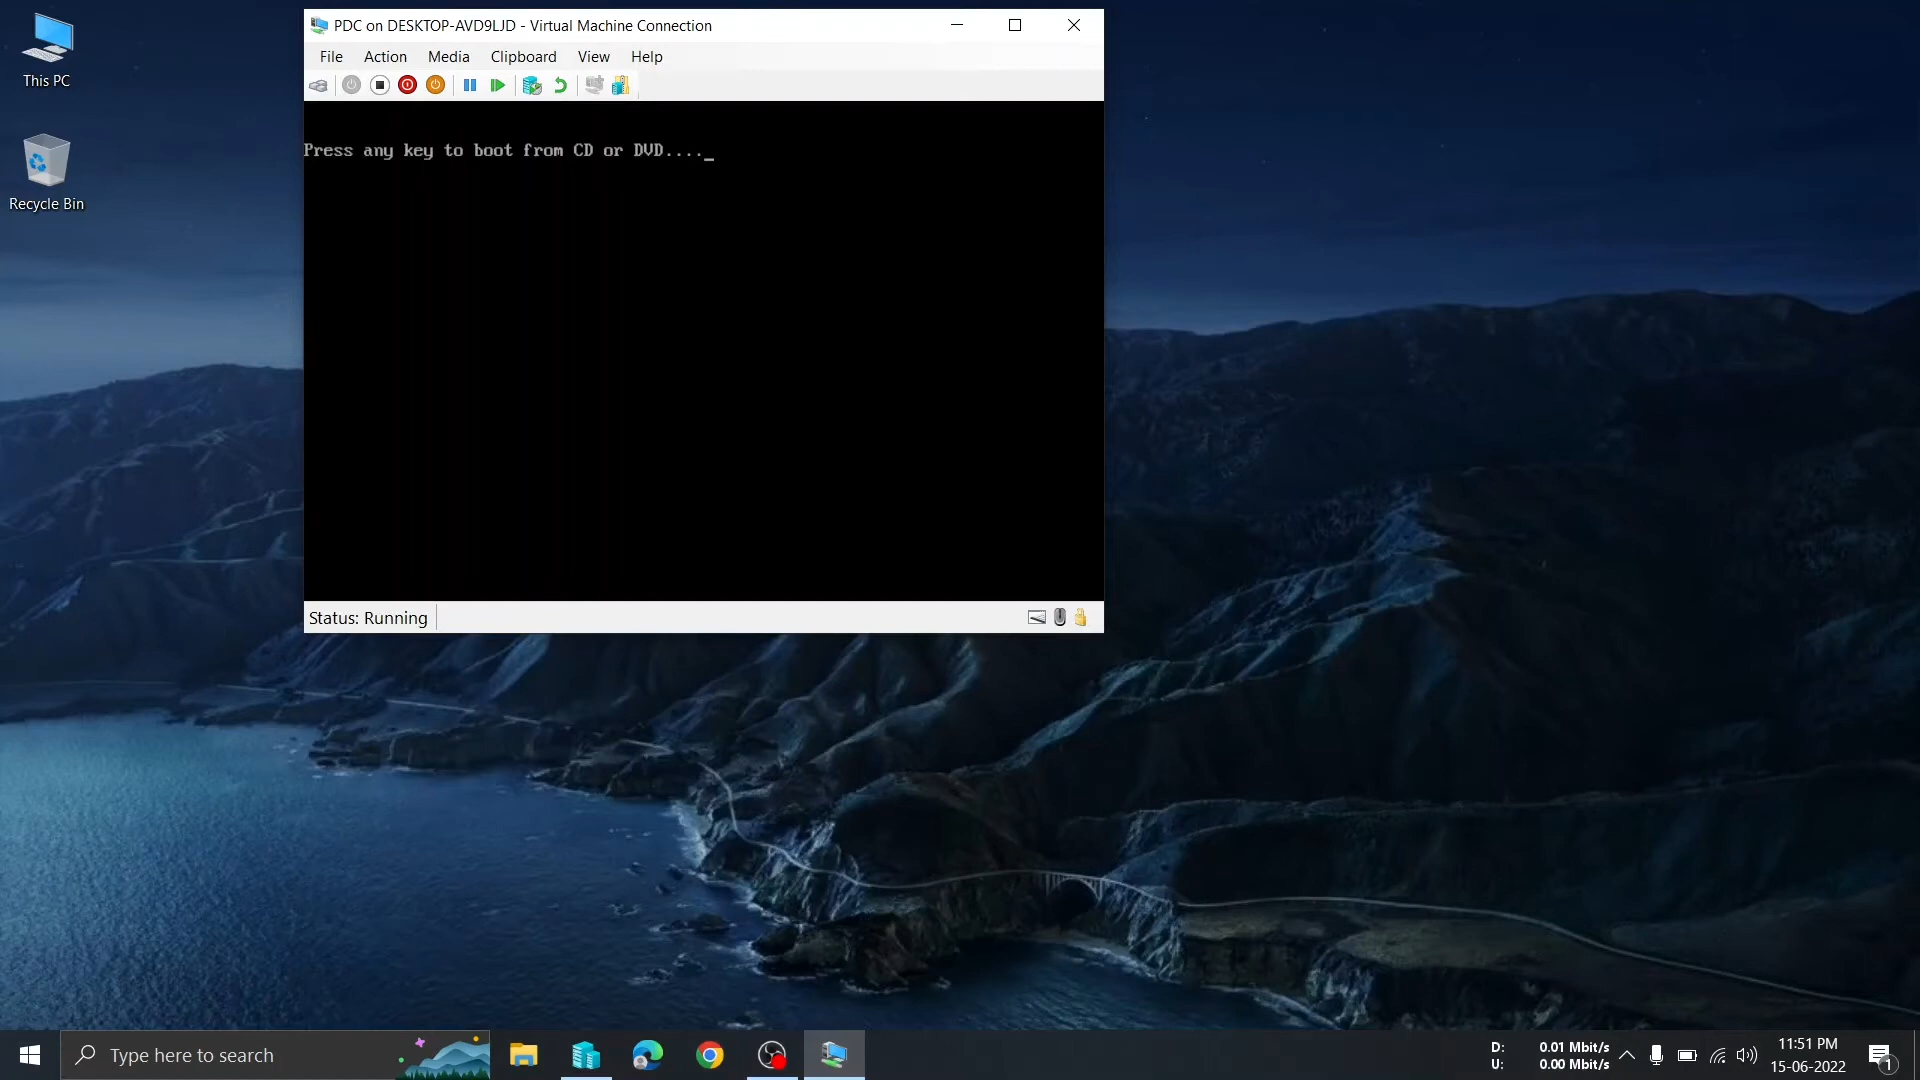 This PC
Recycle Bin
PDC on DESKTOP-AVD9LJD - Virtual Machine Connection
File Action Media Clipboard View Help
Press any key to boot from CD or DVD...._
Status: Running
Type here to search
D: 0.01 Mbit/s
U: 0.00 Mbit/s
11:51 PM
15-06-2022
1